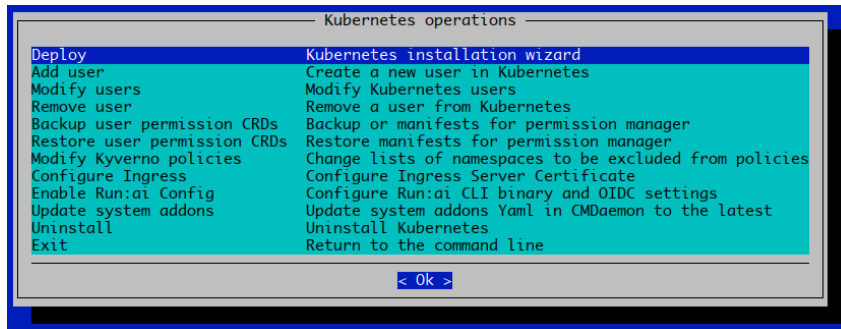 Kubernetes operations
Deploy Kubernetes installation wizard
Add user Create a new user in Kubernetes
Modify users Modify Kubernetes users
Remove user Remove a user from Kubernetes
Backup user permission CRDs Backup or manifests for permission manager
Restore user permission CRDs Restore manifests for permission manager
Modify Kyverno policies Change lists of namespaces to be excluded from policies
Configure Ingress Configure Ingress Server Certificate
Enable Run:ai Config Configure Run:ai CLI binary and OIDC settings
Update system addons Update system addons Yaml in CMDaemon to the latest
Uninstall Uninstall Kubernetes
Exit Return to the command line
< Ok >